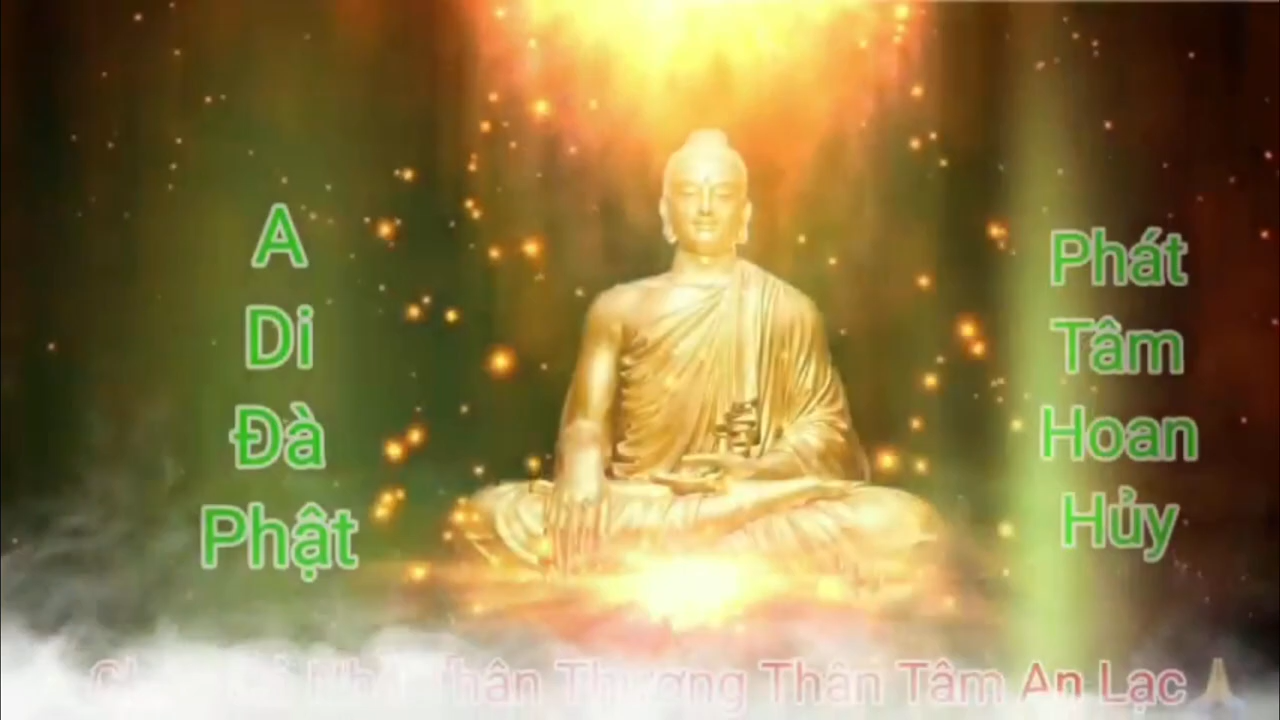 A
Di
Đà
Phật
Phát
Tâm
Hoan
Hủy
Thương Thân Tâm An Lạc 🙏